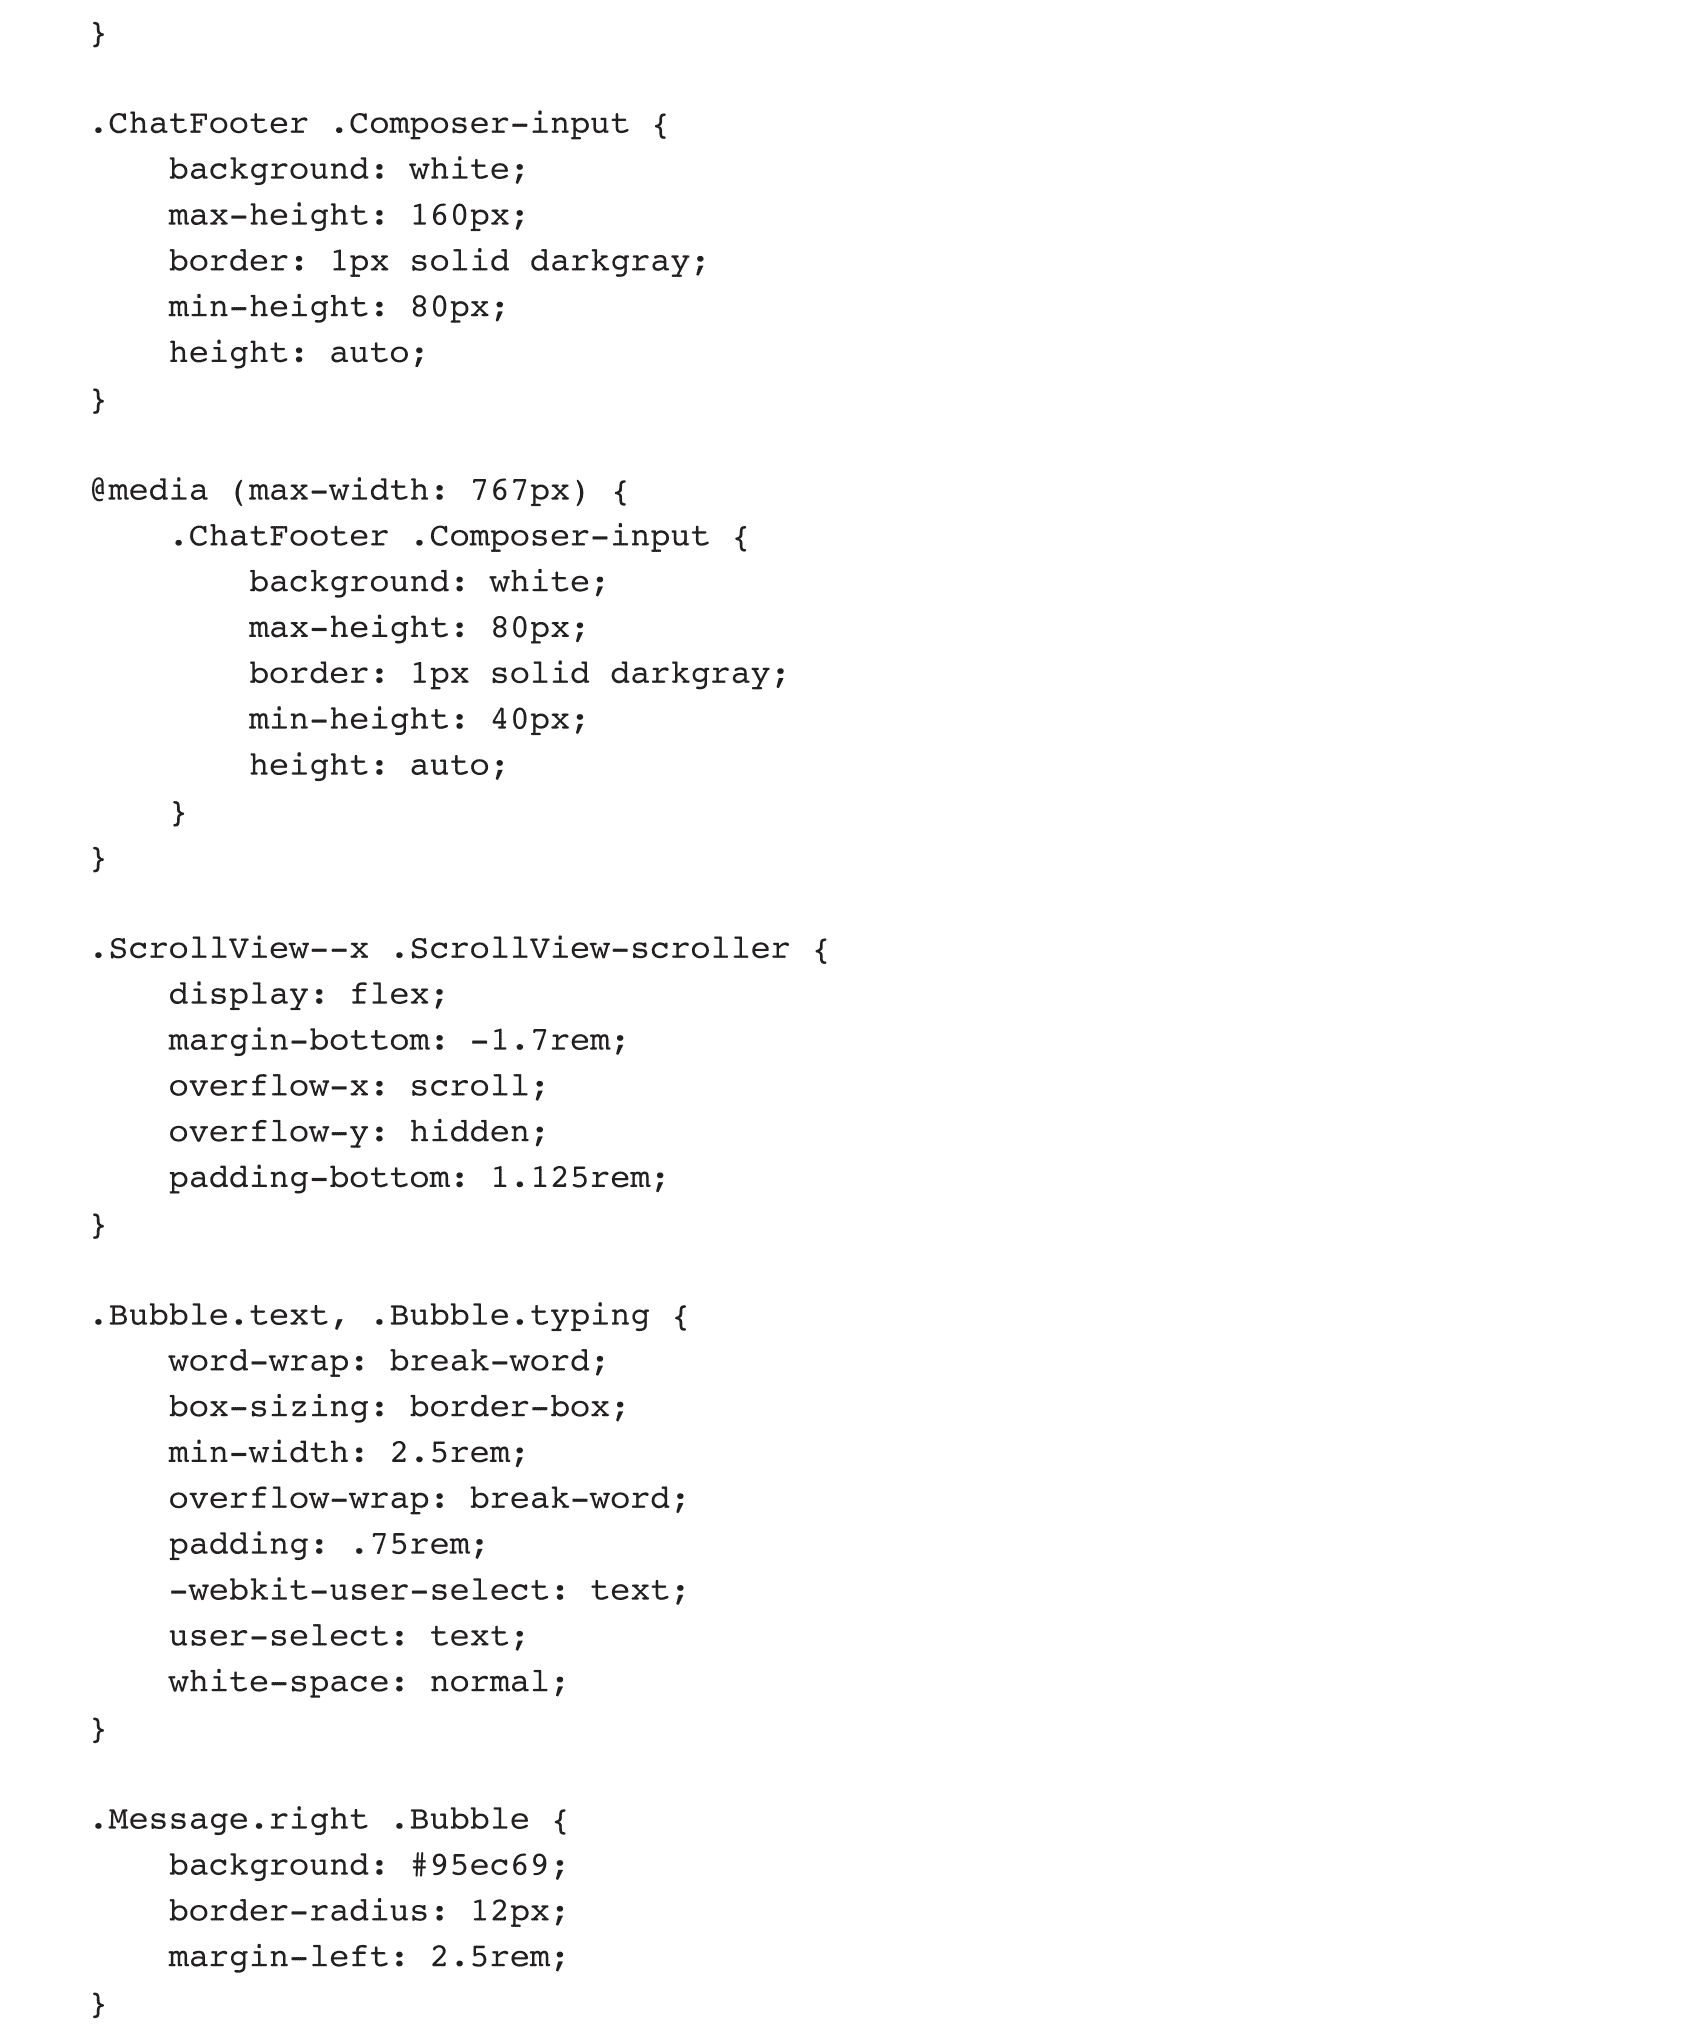 }

.ChatFooter .Composer-input {
    background: white;
    max-height: 160px;
    border: 1px solid darkgray;
    min-height: 80px;
    height: auto;
}

@media (max-width: 767px) {
    .ChatFooter .Composer-input {
        background: white;
        max-height: 80px;
        border: 1px solid darkgray;
        min-height: 40px;
        height: auto;
    }
}

.ScrollView--x .ScrollView-scroller {
    display: flex;
    margin-bottom: -1.7rem;
    overflow-x: scroll;
    overflow-y: hidden;
    padding-bottom: 1.125rem;
}

.Bubble.text, .Bubble.typing {
    word-wrap: break-word;
    box-sizing: border-box;
    min-width: 2.5rem;
    overflow-wrap: break-word;
    padding: .75rem;
    -webkit-user-select: text;
    user-select: text;
    white-space: normal;
}

.Message.right .Bubble {
    background: #95ec69;
    border-radius: 12px;
    margin-left: 2.5rem;
}